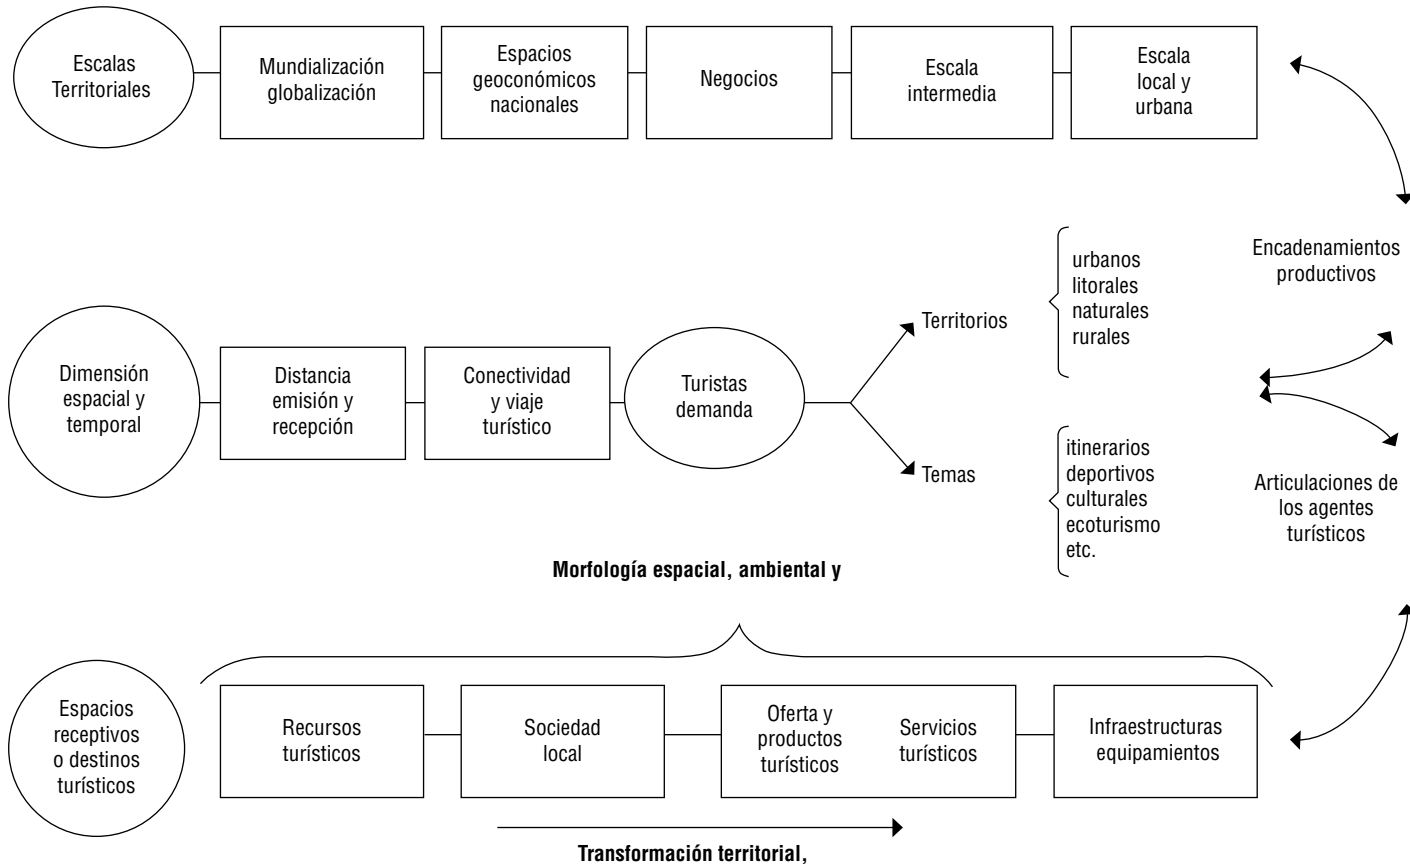 Escalas
Territoriales
Mundialización
globalización
Espacios
geoconómicos
nacionales
Negocios
Escala
intermedia
Escala
local y
urbana
Encadenamientos
productivos
Dimensión
espacial y
temporal
Distancia
emisión y
recepción
Conectividad
y viaje
turístico
Turistas
demanda
Territorios
urbanos
litorales
naturales
rurales
Temas
itinerarios
deportivos
culturales
ecoturismo
etc.
Articulaciones de
los agentes
turísticos
Morfología espacial, ambiental y
Espacios
receptivos
o destinos
turísticos
Recursos
turísticos
Sociedad
local
Oferta y
productos
turísticos
Servicios
turísticos
Infraestructuras
equipamientos
Transformación territorial,